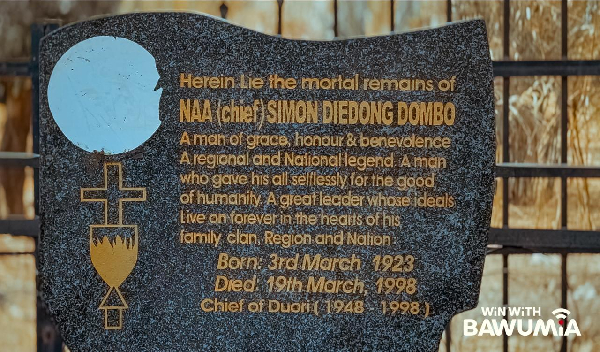 Herein Lie the mortal remains of
NAA (chief) SIMON DIEDONG DOMBO
A man of grace, honour & benevolence
A regional and National legend. A man
who gave his all selflessly for the good
of humanity. A great leader whose ideals
Live on forever in the hearts of his
family, clan, Region and Nation.
Born: 3rd March, 1923
Died: 19th March, 1998
Chief of Duori ( 1948 - 1998 )
WiN WiTH
BAWUMiA